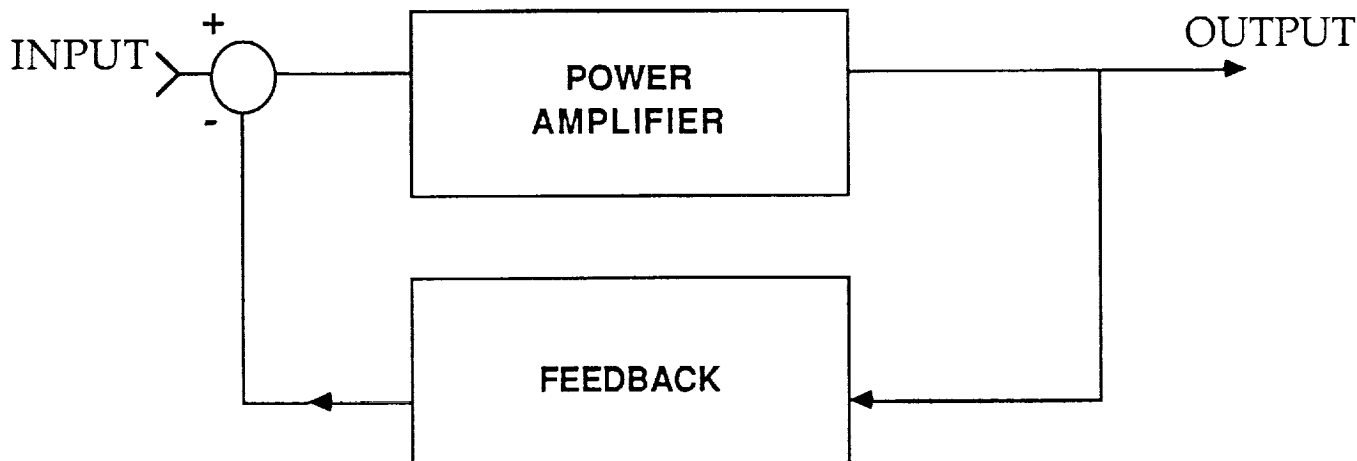 +
INPUT
-
POWER
AMPLIFIER
OUTPUT
FEEDBACK